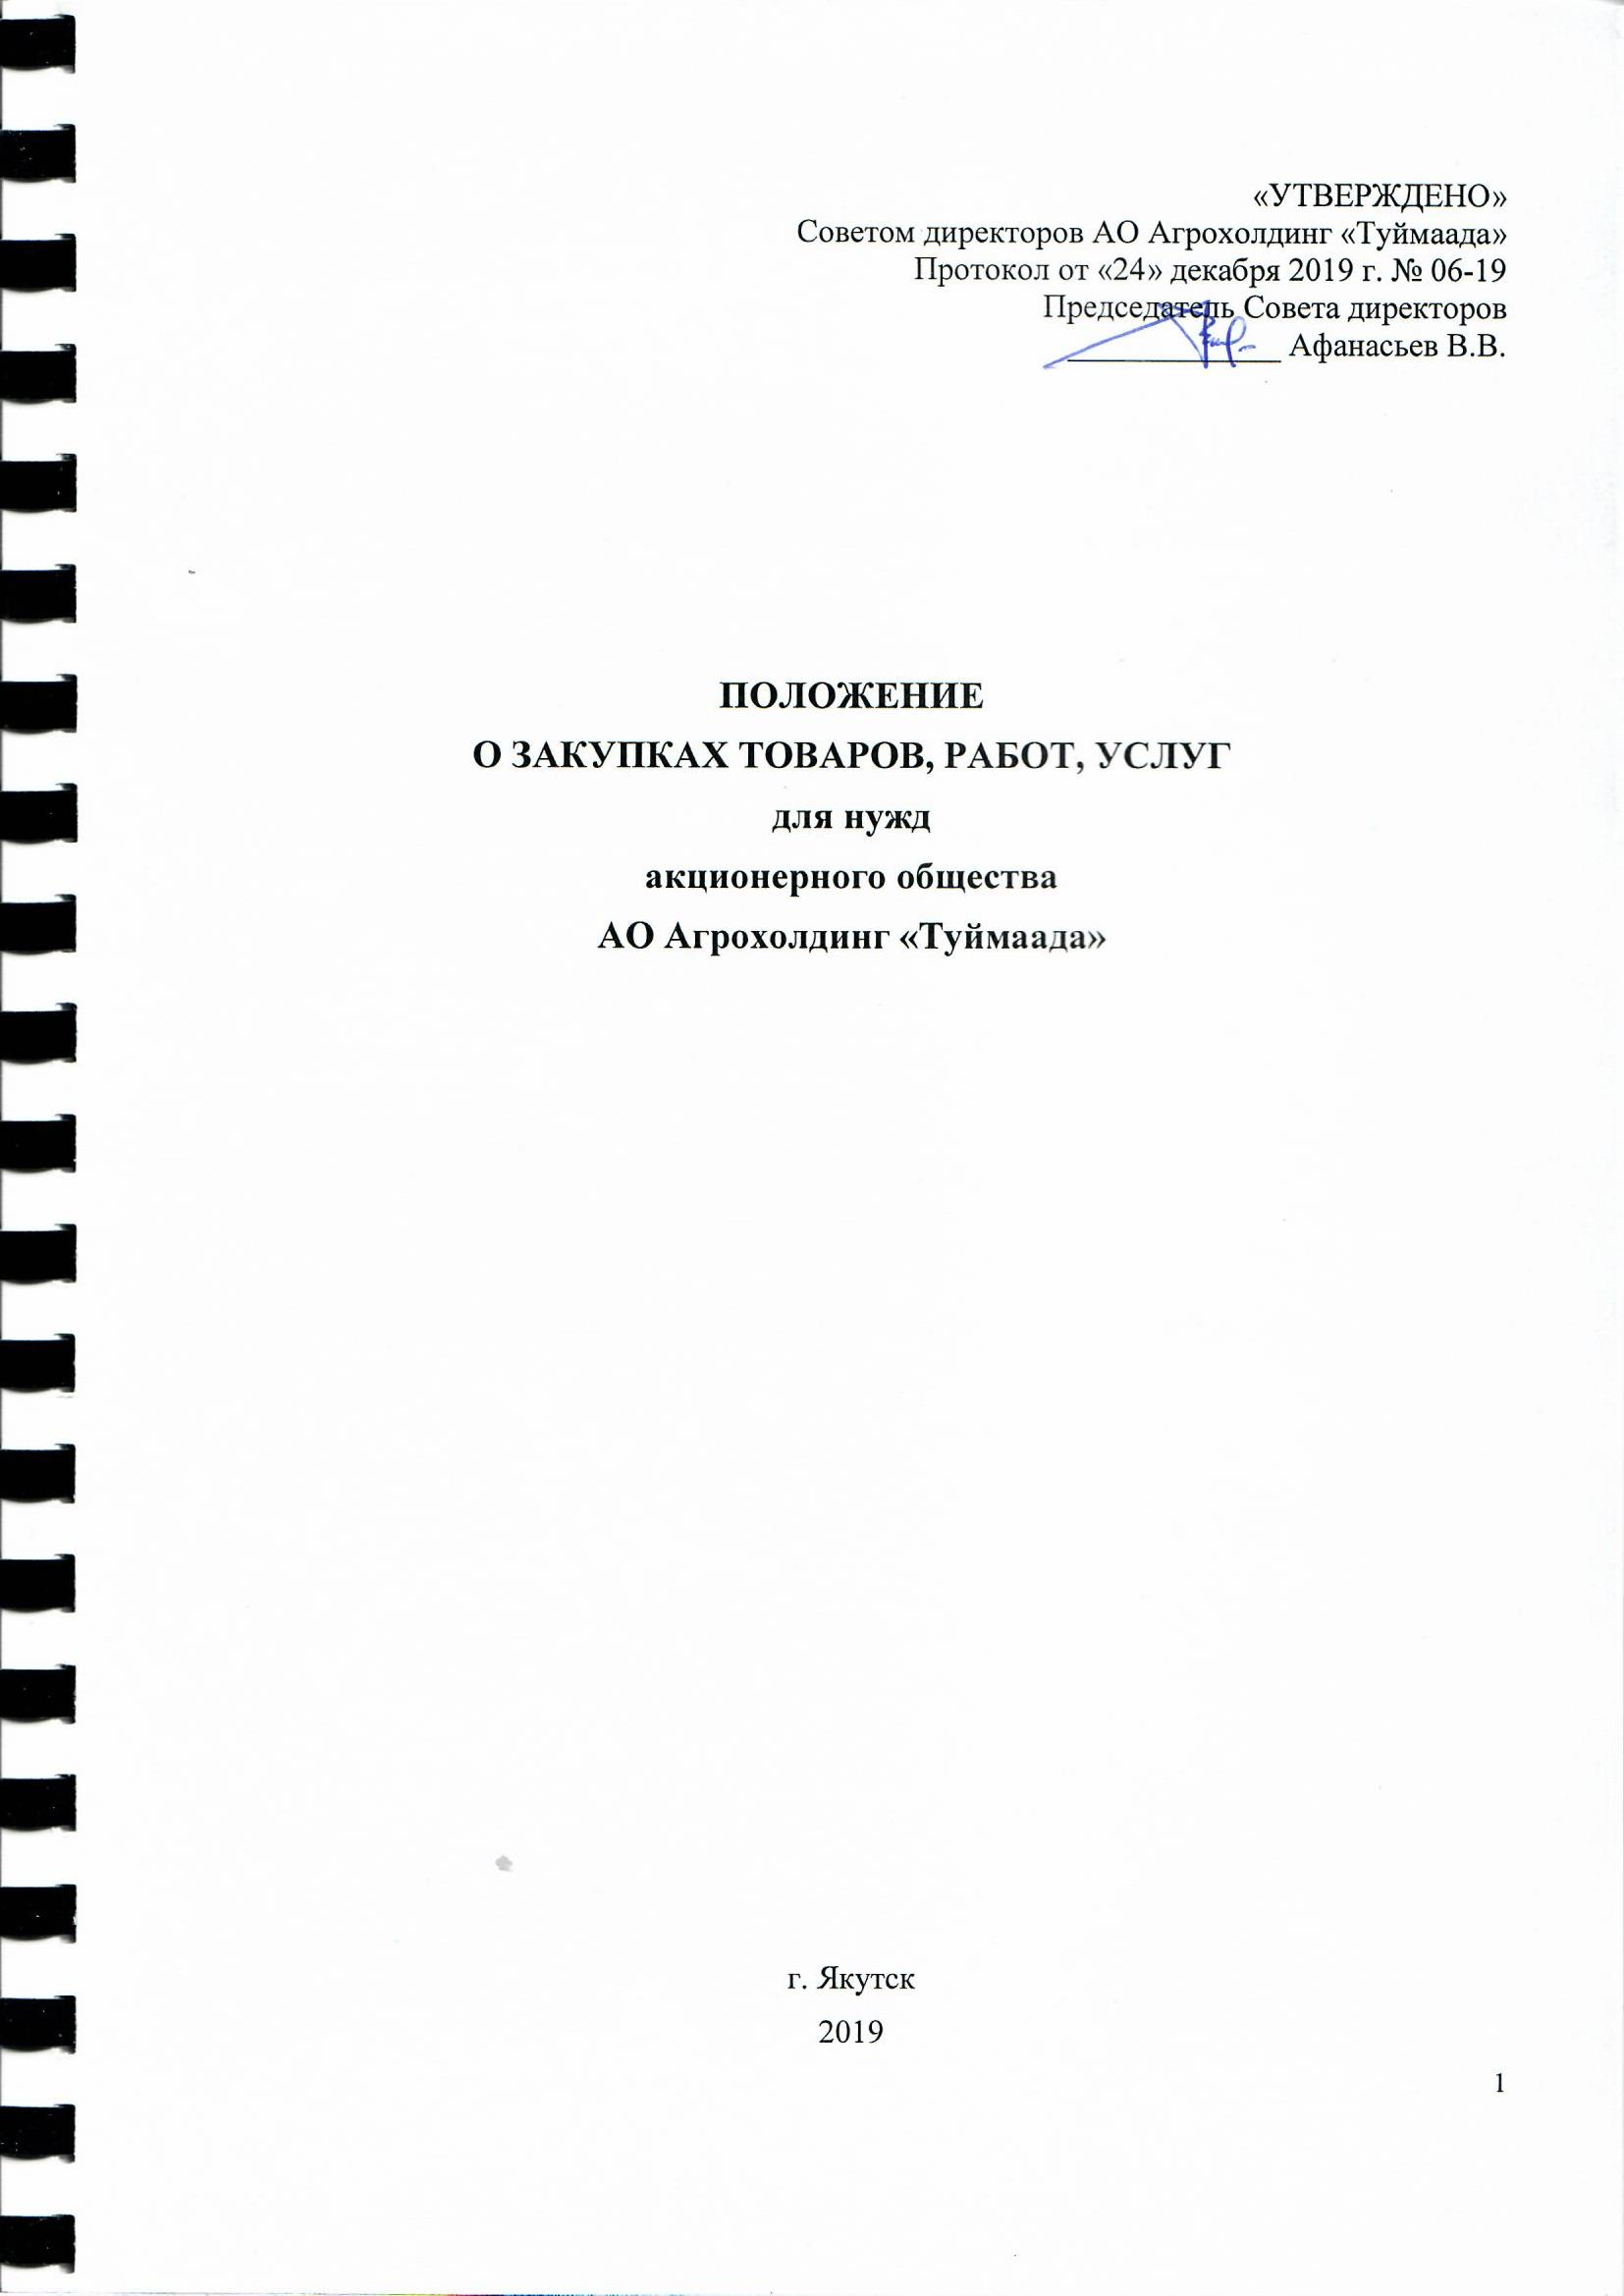 «УТВЕРЖДЕНО»
Советом директоров АО Агрохолдинг «Туймаада»
Протокол от «24» декабря 2019 г. № 06-19
Председатель Совета директоров
_____________ Афанасьев В.В.
ПОЛОЖЕНИЕ
О ЗАКУПКАХ ТОВАРОВ, РАБОТ, УСЛУГ
для нужд
акционерного общества
АО Агрохолдинг «Туймаада»
г. Якутск
2019
1